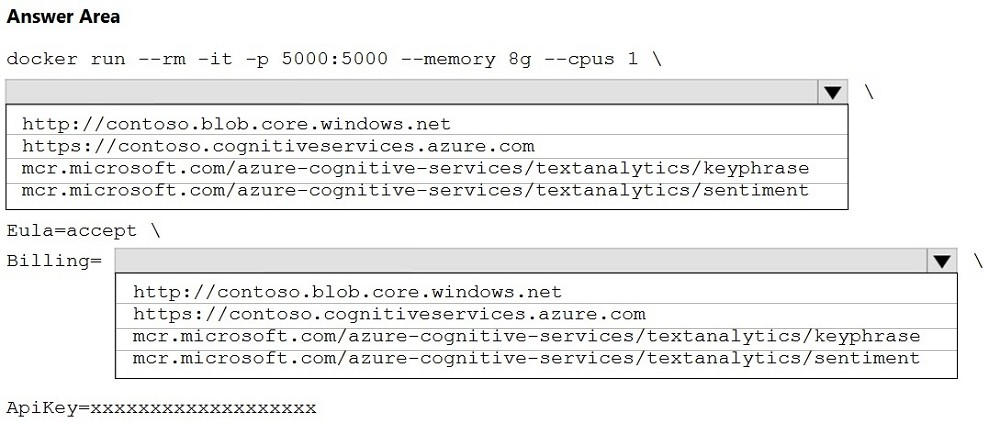 Answer Area
docker run --rm -it -p 5000:5000 --memory 8g --cpus 1 \
\
http://contoso.blob.core.windows.net
https://contoso.cognitiveservices.azure.com
mcr.microsoft.com/azure-cognitive-services/textanalytics/keyphrase
mcr.microsoft.com/azure-cognitive-services/textanalytics/sentiment
Eula=accept \
Billing= \
http://contoso.blob.core.windows.net
https://contoso.cognitiveservices.azure.com
mcr.microsoft.com/azure-cognitive-services/textanalytics/keyphrase
mcr.microsoft.com/azure-cognitive-services/textanalytics/sentiment
ApiKey=xxxxxxxxxxxxxxxxxxx